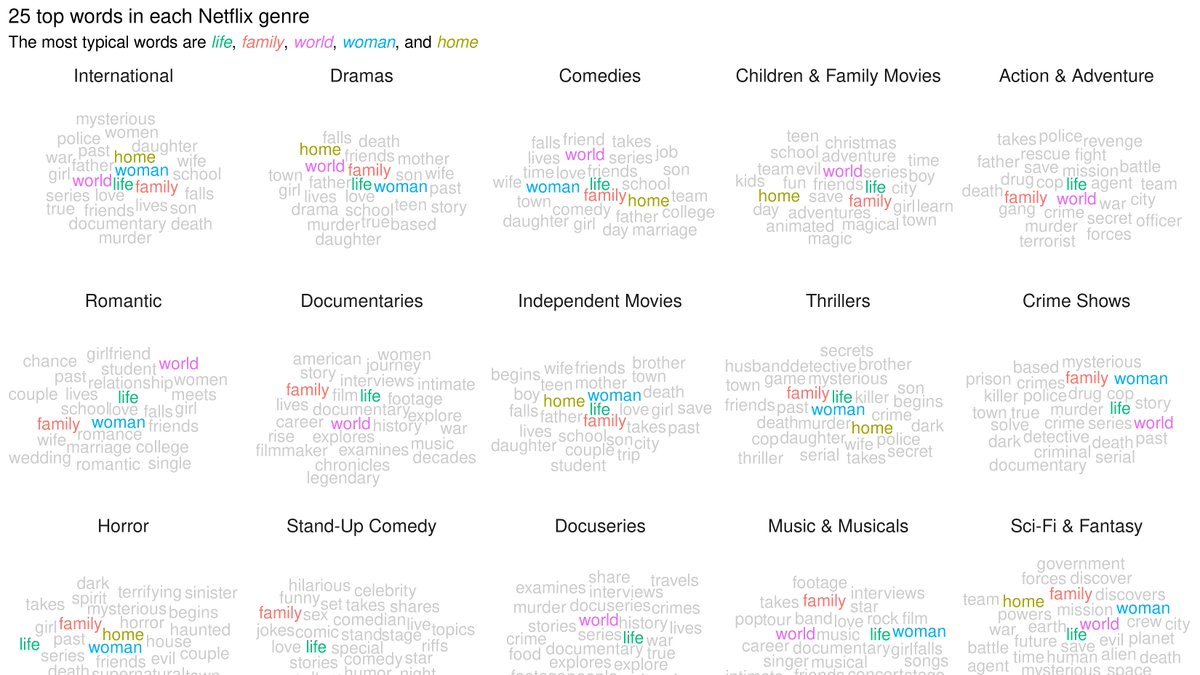 25 top words in each Netflix genre
The most typical words are life, family, world, woman, and home
International
mysterious
police women
war past home daughter
girl father woman wife
world life family school
series love lives son falls
true friends
documentary death
murder
Dramas
falls death
home friends mother
world family son wife
town father life woman past
girl lives love
drama school teen story
murder true based
daughter
Comedies
falls friend takes
lives world series job
time love friends son
wife woman life school
town family home team
comedy father college
daughter girl day marriage
Children & Family Movies
teen christmas
school adventure time
team evil world series boy
kids fun friends life city
home save family girl learn
day adventures town
animated magical
magic
Action & Adventure
takes police revenge
rescue fight
father save mission battle
drug cop life agent team
death family world war city
gang crime secret officer
murder forces
terrorist
Romantic
chance girlfriend world
student
past relationship women
couple lives life meets
school love falls girl
family woman friends
wife romance
marriage college
wedding romantic single
Documentaries
american women
story journey
family interviews intimate
lives film life footage
documentary explore
career world history war
rise explores music
filmmaker examines decades
chronicles
legendary
Independent Movies
begins wife friends brother
teen mother town
boy home woman death
falls life love girl save
father family takes past
lives school son city
daughter couple trip
student
Thrillers
secrets
husband detective brother
town game mysterious son
family life killer begins
friends past woman crime
death murder home dark
cop daughter wife police
thriller serial takes secret
Crime Shows
based mysterious
prison crimes family woman
killer police drug cop story
town true murder life
solve crime series world
dark detective death past
criminal serial
documentary
Horror
dark terrifying sinister
takes spirit mysterious begins
girl family horror haunted
life past home house
woman
series friends evil couple
death supernatural town
Stand-Up Comedy
hilarious celebrity
funny set takes shares
family sex comedian live topics
jokes comic stand stage
love life special riffs
stories comedy star
humor night
Docuseries
share travels
examines interviews
murder docuseries crimes
stories world history lives
crime series life war
food documentary true
explores explore
footage people
Music & Musicals
footage interviews
takes family star
pop tour band love rock film
world music life woman
career documentary girl falls
singer musical songs
intimate friends concert stage
Sci-Fi & Fantasy
government
forces discover
team home family discovers
powers mission woman
war earth world crew city
battle future life evil planet
save
time human alien death
agent mysterious space